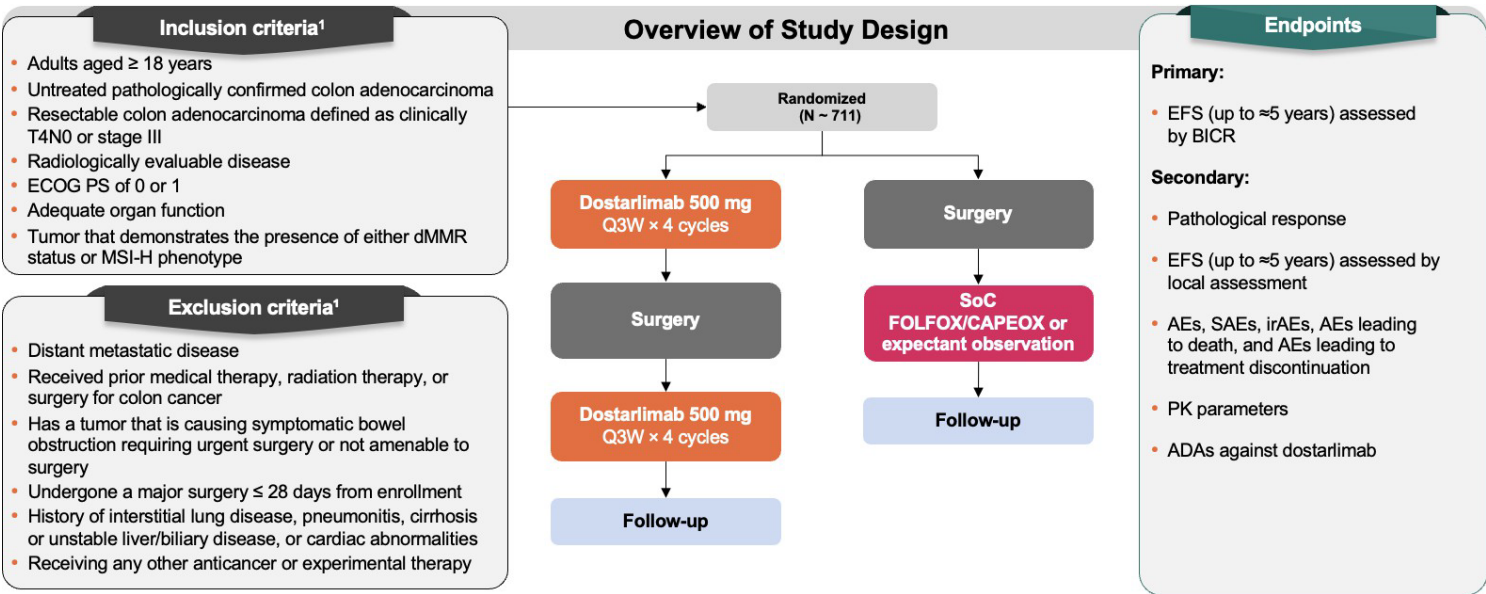 Overview of Study Design
Inclusion criteria¹
• Adults aged ≥ 18 years
• Untreated pathologically confirmed colon adenocarcinoma
• Resectable colon adenocarcinoma defined as clinically
T4N0 or stage III
• Radiologically evaluable disease
• ECOG PS of 0 or 1
• Adequate organ function
• Tumor that demonstrates the presence of either dMMR
status or MSI-H phenotype
Exclusion criteria¹
• Distant metastatic disease
• Received prior medical therapy, radiation therapy, or
surgery for colon cancer
• Has a tumor that is causing symptomatic bowel
obstruction requiring urgent surgery or not amenable to
surgery
• Undergone a major surgery ≤ 28 days from enrollment
• History of interstitial lung disease, pneumonitis, cirrhosis
or unstable liver/biliary disease, or cardiac abnormalities
• Receiving any other anticancer or experimental therapy
Randomized
(N ~ 711)
Dostarlimab 500 mg
Q3W × 4 cycles
Surgery
Dostarlimab 500 mg
Q3W × 4 cycles
Follow-up
Surgery
SoC
FOLFOX/CAPEOX or
expectant observation
Follow-up
Endpoints
Primary:
• EFS (up to ≈5 years) assessed
by BICR
Secondary:
• Pathological response
• EFS (up to ≈5 years) assessed by
local assessment
• AEs, SAEs, irAEs, AEs leading
to death, and AEs leading to
treatment discontinuation
• PK parameters
• ADAs against dostarlimab